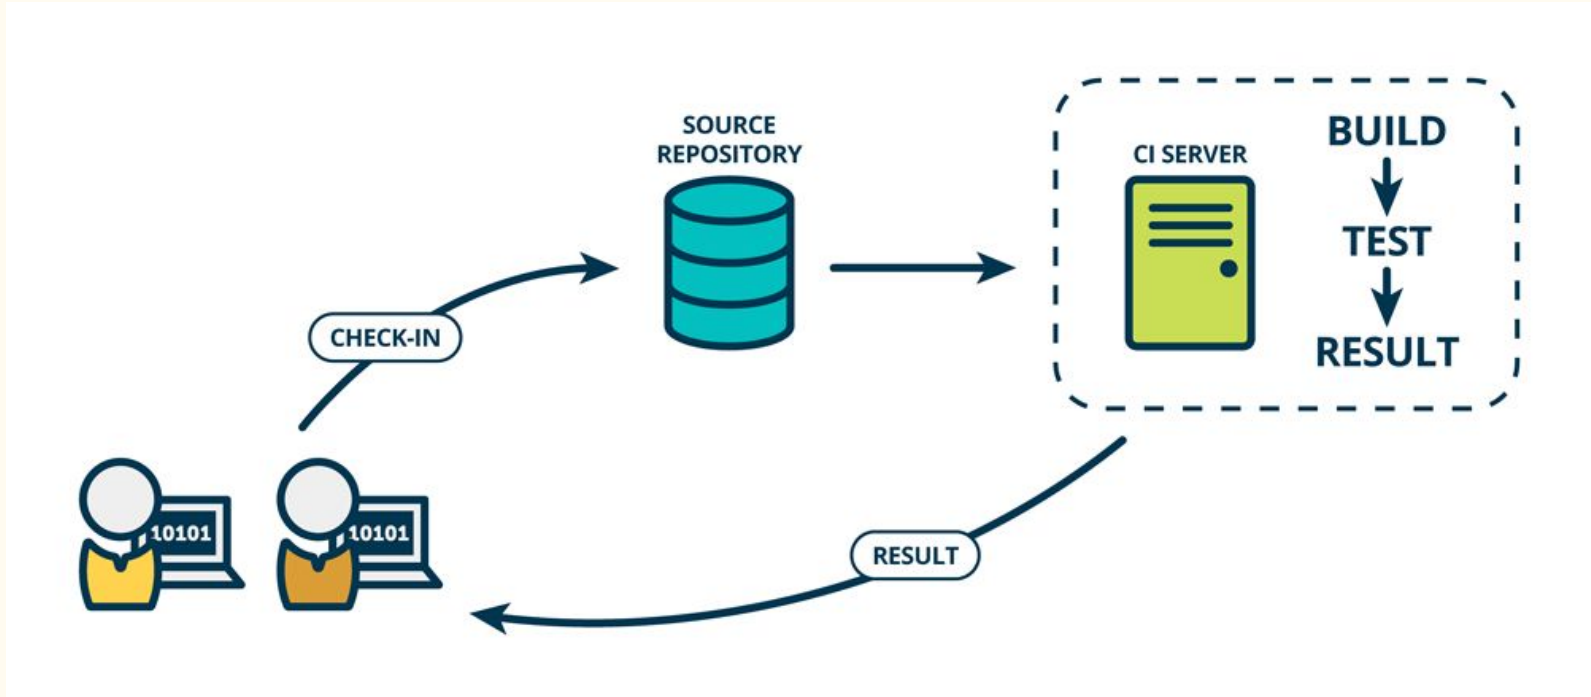 SOURCE
REPOSITORY
CI SERVER
BUILD
TEST
RESULT
CHECK-IN
10101
10101
RESULT